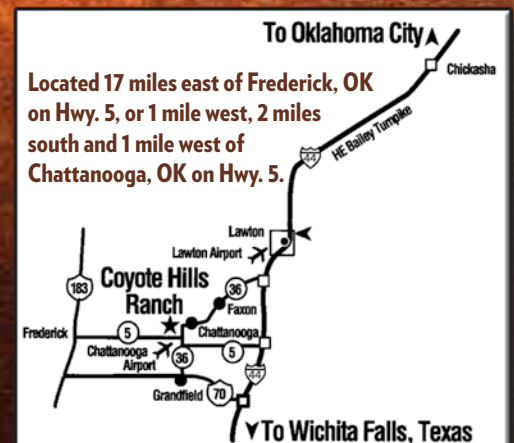 To Oklahoma City
Chickasha
Located 17 miles east of Frederick, OK
on Hwy. 5, or 1 mile west, 2 miles
south and 1 mile west of
Chattanooga, OK on Hwy. 5.
HE Bailey Turnpike
44
Lawton
Lawton Airport
183
Coyote Hills
Ranch
36
Faxon
Frederick
5
Chattanooga
Chattanooga
Airport
36
5
44
Grandfield
70
To Wichita Falls, Texas